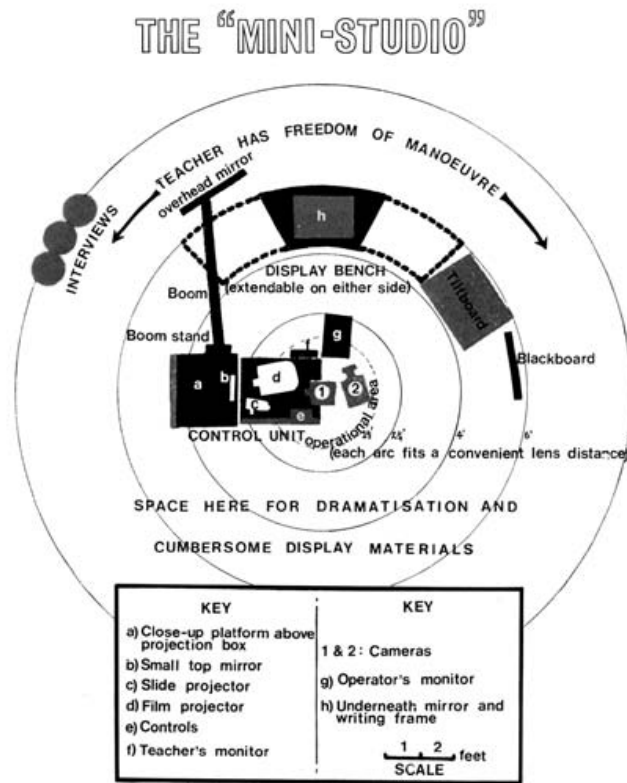 THE "MINI-STUDIO"
TEACHER HAS FREEDOM OF MANOEUVRE
overhead mirror
INTERVIEWS
h
DISPLAY BENCH
(extendable on either side)
Tiltboard
Boom
Boom stand
g
f
Blackboard
a
b
d
1
2
c
e
operational area
CONTROL UNIT
4'
6'
(each arc fits a convenient lens distance)
SPACE HERE FOR DRAMATISATION AND
CUMBERSOME DISPLAY MATERIALS
KEY
a) Close-up platform above
projection box
b) Small top mirror
c) Slide projector
d) Film projector
e) Controls
f) Teacher's monitor
KEY
1 & 2: Cameras
g) Operator's monitor
h) Underneath mirror and
writing frame
1 2 feet
SCALE